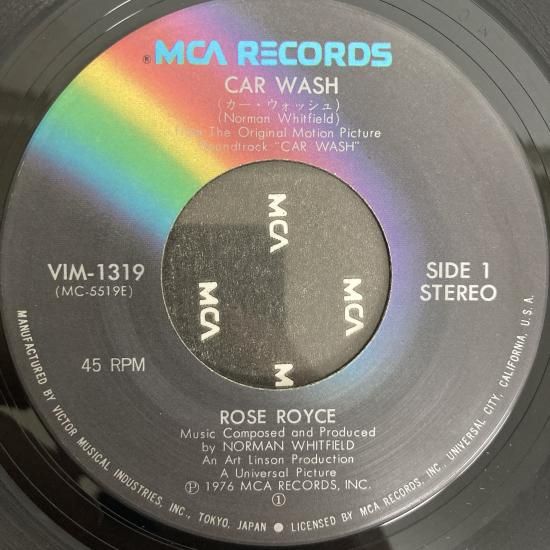 ® MCA RECORDS
CAR WASH
(カー・ウォッシュ)
(Norman Whitfield)
From The Original Motion Picture
Soundtrack "CAR WASH"
MCA
VIM-1319
(MC-5519E)
SIDE 1
STEREO
MCA
MCA
MCA
45 RPM
ROSE ROYCE
Music Composed and Produced
by NORMAN WHITFIELD
An Art Linson Production
A Universal Picture
Ⓟ 1976 MCA RECORDS, INC.
①
MANUFACTURED BY VICTOR MUSICAL INDUSTRIES, INC., TOKYO, JAPAN • LICENSED BY MCA RECORDS, INC., UNIVERSAL CITY, CALIFORNIA, U.S.A.